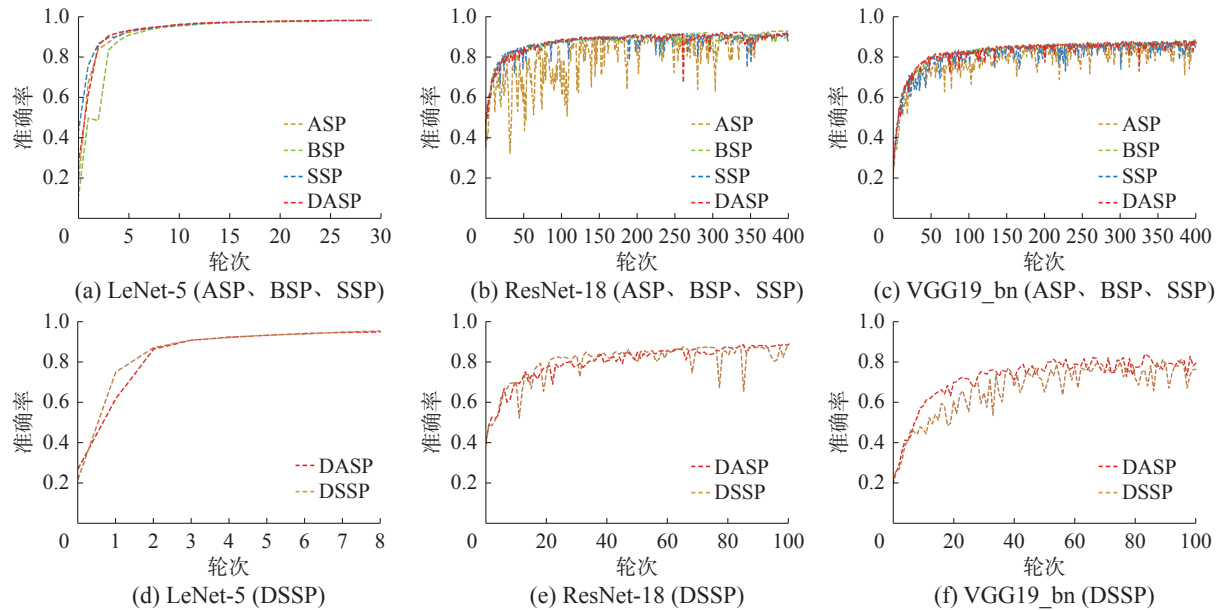 准确率
1.0
0.8
0.6
0.4
0.2
0
5
10
15
20
25
30
ASP
BSP
SSP
DASP
轮次
(a) LeNet-5 (ASP、BSP、SSP)
准确率
1.0
0.8
0.6
0.4
0.2
0
50 100 150 200 250 300 350 400
ASP
BSP
SSP
DASP
轮次
(b) ResNet-18 (ASP、BSP、SSP)
准确率
1.0
0.8
0.6
0.4
0.2
0
50 100 150 200 250 300 350 400
ASP
BSP
SSP
DASP
轮次
(c) VGG19_bn (ASP、BSP、SSP)
准确率
1.0
0.8
0.6
0.4
0.2
0
1 2 3 4 5 6 7 8
DASP
DSSP
轮次
(d) LeNet-5 (DSSP)
准确率
1.0
0.8
0.6
0.4
0.2
0
20 40 60 80 100
DASP
DSSP
轮次
(e) ResNet-18 (DSSP)
准确率
1.0
0.8
0.6
0.4
0.2
0
20 40 60 80 100
DASP
DSSP
轮次
(f) VGG19_bn (DSSP)